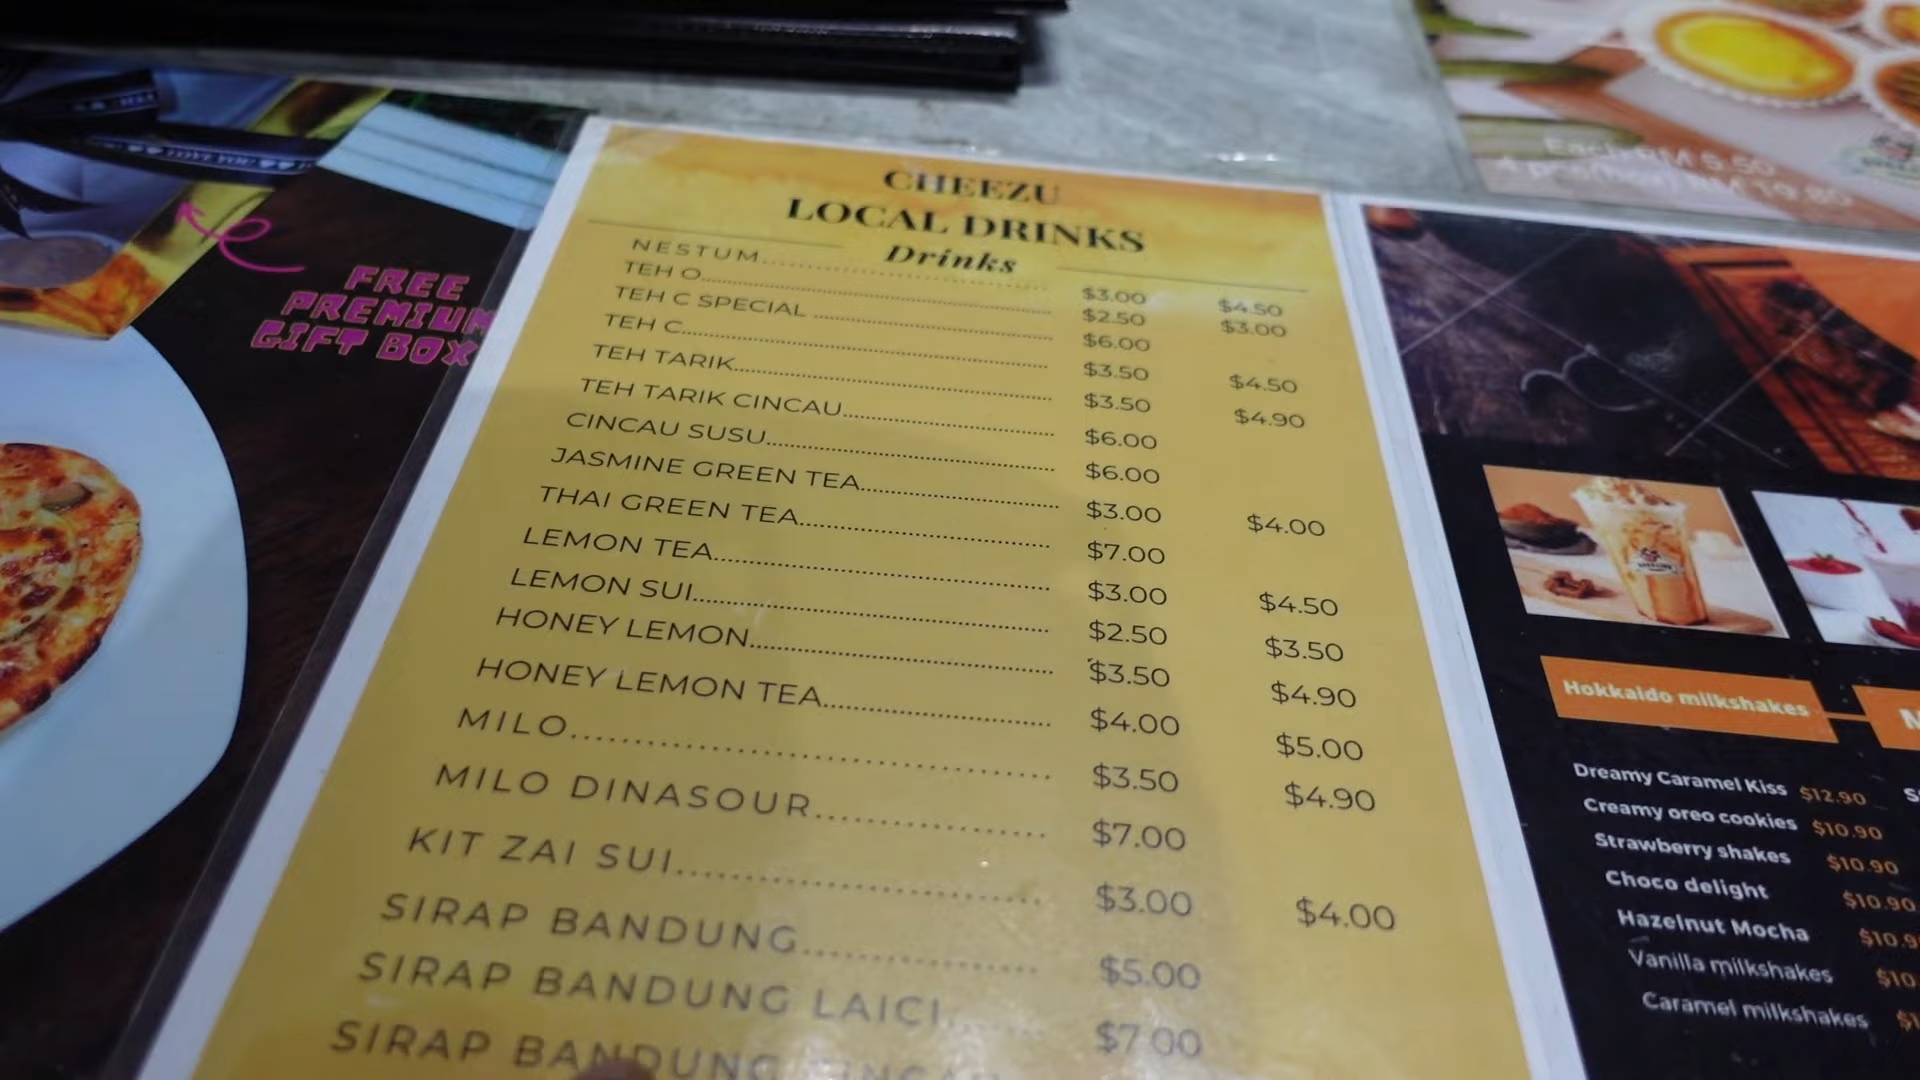 CHEEZU
LOCAL DRINKS
Drinks
NESTUM $3.00 $4.50
TEH O $2.50 $3.00
TEH C SPECIAL $6.00
TEH C $3.50 $4.50
TEH TARIK $3.50 $4.90
TEH TARIK CINCAU $6.00
CINCAU SUSU $6.00
JASMINE GREEN TEA $3.00 $4.00
THAI GREEN TEA $7.00
LEMON TEA $3.00 $4.50
LEMON SUI $2.50 $3.50
HONEY LEMON $3.50 $4.90
HONEY LEMON TEA $4.00 $5.00
MILO $3.50 $4.90
MILO DINASOUR $7.00
KIT ZAI SUI $3.00 $4.00
SIRAP BANDUNG $5.00
SIRAP BANDUNG LAICI $7.00
SIRAP BANDUNG
FREE
PREMIUM
GIFT BOX
Hokkaido milkshakes
Dreamy Caramel Kiss $12.90
Creamy oreo cookies $10.90
Strawberry shakes $10.90
Choco delight $10.90
Hazelnut Mocha
Vanilla milkshakes
Caramel milkshakes